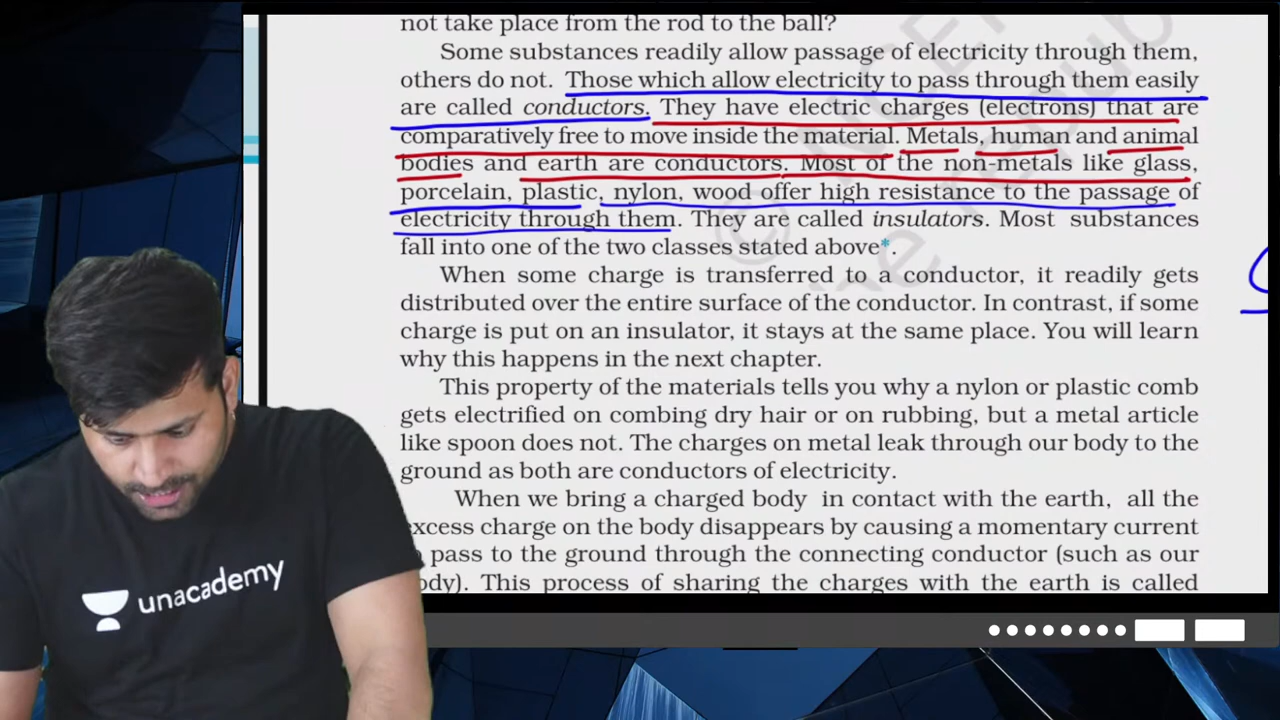 not take place from the rod to the ball?
Some substances readily allow passage of electricity through them,
others do not. Those which allow electricity to pass through them easily
are called conductors. They have electric charges (electrons) that are
comparatively free to move inside the material. Metals, human and animal
bodies and earth are conductors. Most of the non-metals like glass,
porcelain, plastic, nylon, wood offer high resistance to the passage of
electricity through them. They are called insulators. Most substances
fall into one of the two classes stated above*.
When some charge is transferred to a conductor, it readily gets
distributed over the entire surface of the conductor. In contrast, if some
charge is put on an insulator, it stays at the same place. You will learn
why this happens in the next chapter.
This property of the materials tells you why a nylon or plastic comb
gets electrified on combing dry hair or on rubbing, but a metal article
like spoon does not. The charges on metal leak through our body to the
ground as both are conductors of electricity.
When we bring a charged body in contact with the earth, all the
excess charge on the body disappears by causing a momentary current
pass to the ground through the connecting conductor (such as our
body). This process of sharing the charges with the earth is called
unacademy